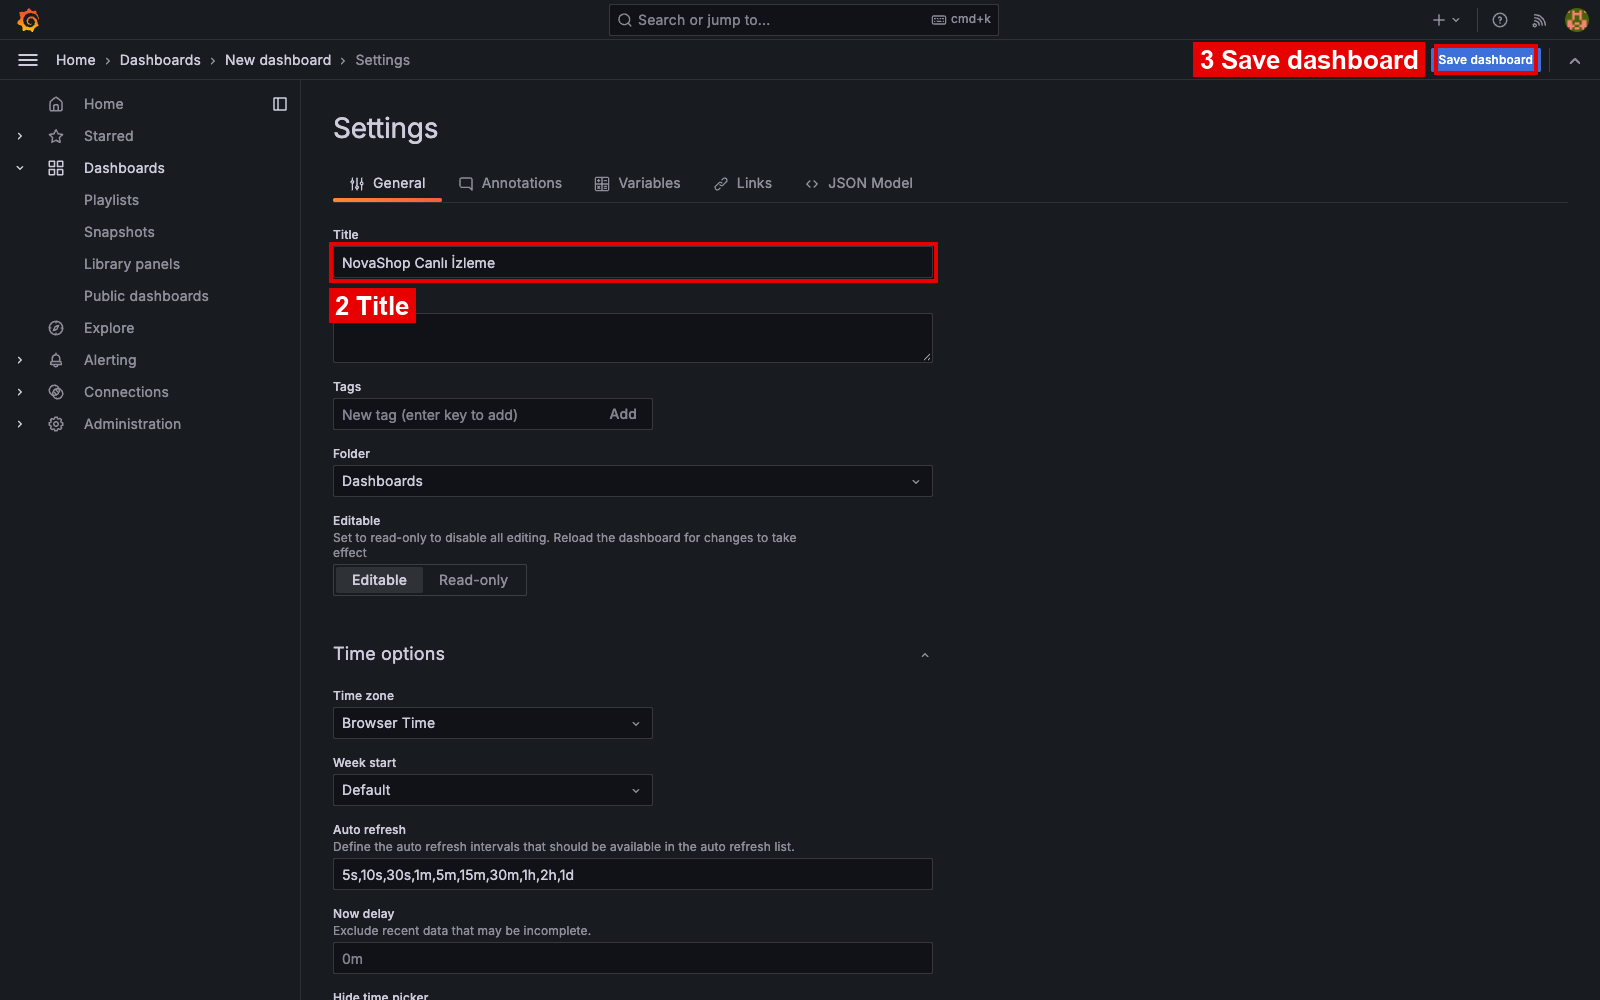 Search or jump to...
cmd+k
Home › Dashboards › New dashboard › Settings
3 Save dashboard
Save dashboard
Home
Starred
Dashboards
Playlists
Snapshots
Library panels
Public dashboards
Explore
Alerting
Connections
Administration
Settings
General
Annotations
Variables
Links
JSON Model
Title
NovaShop Canlı İzleme
2 Title
Tags
New tag (enter key to add)
Add
Folder
Dashboards
Editable
Set to read-only to disable all editing. Reload the dashboard for changes to take
effect
Editable
Read-only
Time options
Time zone
Browser Time
Week start
Default
Auto refresh
Define the auto refresh intervals that should be available in the auto refresh list.
5s,10s,30s,1m,5m,15m,30m,1h,2h,1d
Now delay
Exclude recent data that may be incomplete.
0m
Hide time picker